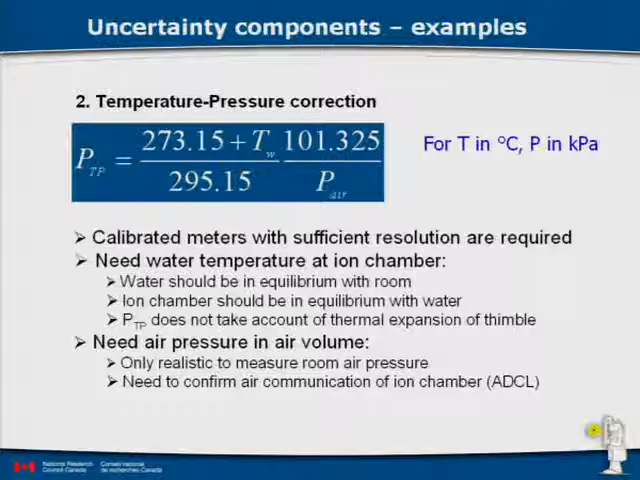 Uncertainty components – examples
2. Temperature-Pressure correction
P_TP = (273.15 + T_w / 295.15) (101.325 / P_air)
For T in °C, P in kPa
➢ Calibrated meters with sufficient resolution are required
➢ Need water temperature at ion chamber:
➢ Water should be in equilibrium with room
➢ Ion chamber should be in equilibrium with water
➢ P_TP does not take account of thermal expansion of thimble
➢ Need air pressure in air volume:
➢ Only realistic to measure room air pressure
➢ Need to confirm air communication of ion chamber (ADCL)
National Research Conseil national
Council Canada de recherches Canada